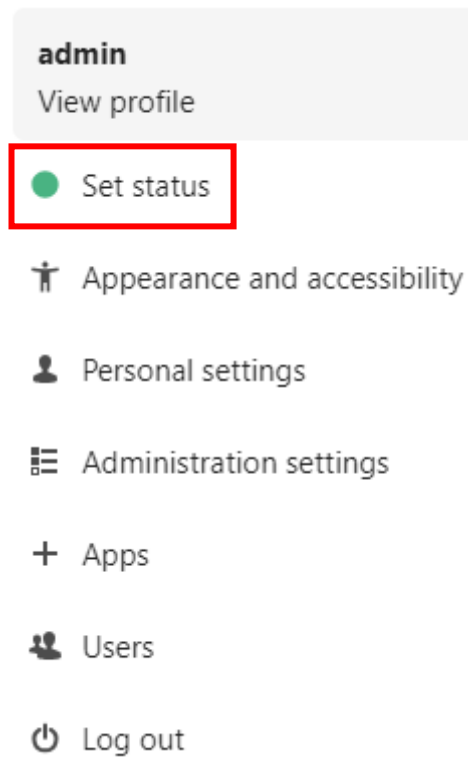 admin
View profile
Set status
Appearance and accessibility
Personal settings
Administration settings
Apps
Users
Log out